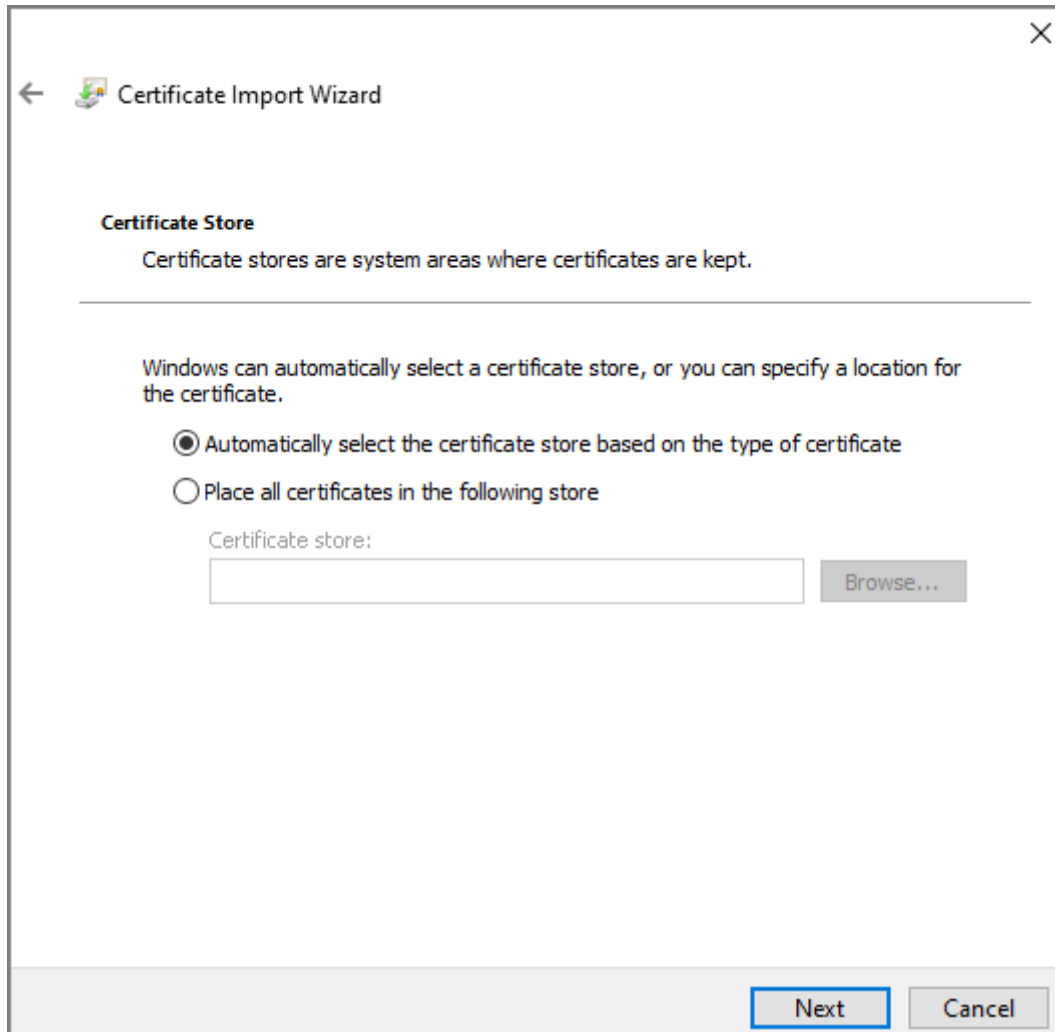 Certificate Import Wizard
Certificate Store
Certificate stores are system areas where certificates are kept.
Windows can automatically select a certificate store, or you can specify a location for
the certificate.
Automatically select the certificate store based on the type of certificate
Place all certificates in the following store
Certificate store:
Browse...
Next
Cancel